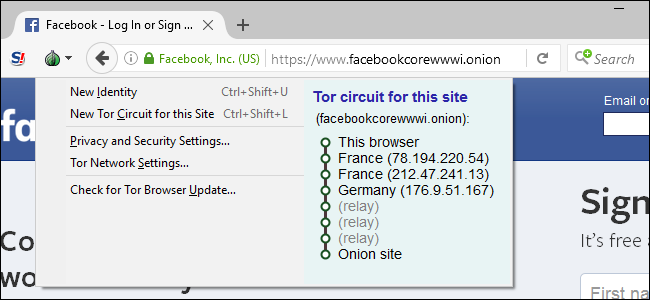 Facebook - Log In or Sign ...
S!
Facebook, Inc. (US)
https://www.facebookcorewwwi.onion
Search
New Identity Ctrl+Shift+U
New Tor Circuit for this Site Ctrl+Shift+L
Privacy and Security Settings...
Tor Network Settings...
Check for Tor Browser Update...
Tor circuit for this site
(facebookcorewwwi.onion):
This browser
France (78.194.220.54)
France (212.47.241.13)
Germany (176.9.51.167)
(relay)
(relay)
(relay)
Onion site
fa
Email or
Co
wo
Sign
It's free a
First name